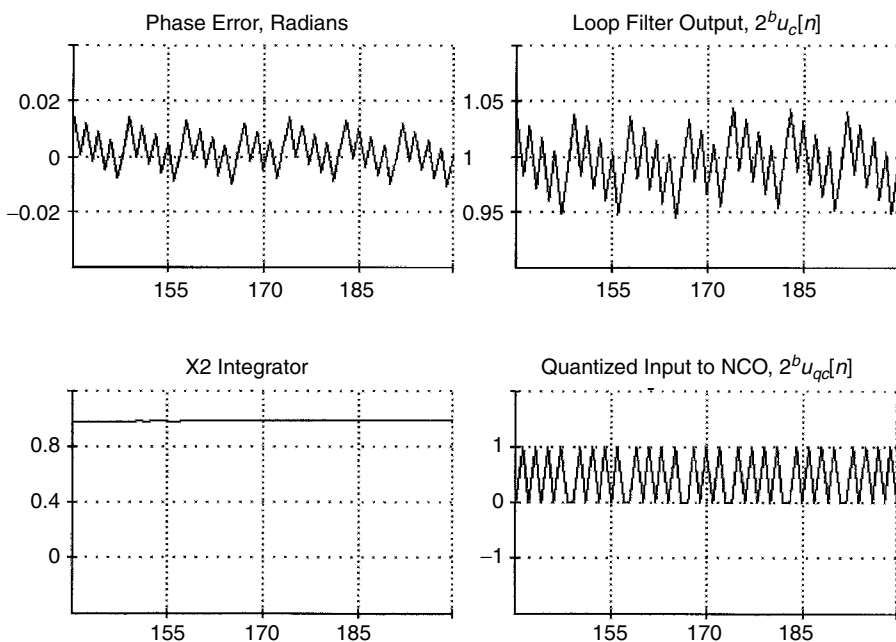 Phase Error, Radians
0.02
0
−0.02
155 170 185
Loop Filter Output, 2^b u_c[n]
1.05
1
0.95
155 170 185
X2 Integrator
0.8
0.4
0
155 170 185
Quantized Input to NCO, 2^b u_qc[n]
1
0
−1
155 170 185